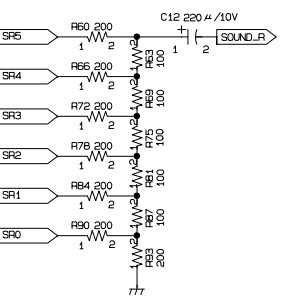 C12 220μ/10V
SR5 R60 200 + SOUND_R
1 2 1 2
R63 100
SR4 R66 200
1 2
R69 100
SR3 R72 200
1 2
R75 100
SR2 R78 200
1 2
R81 100
SR1 R84 200
1 2
R87 100
SR0 R90 200
1 2
R93 200